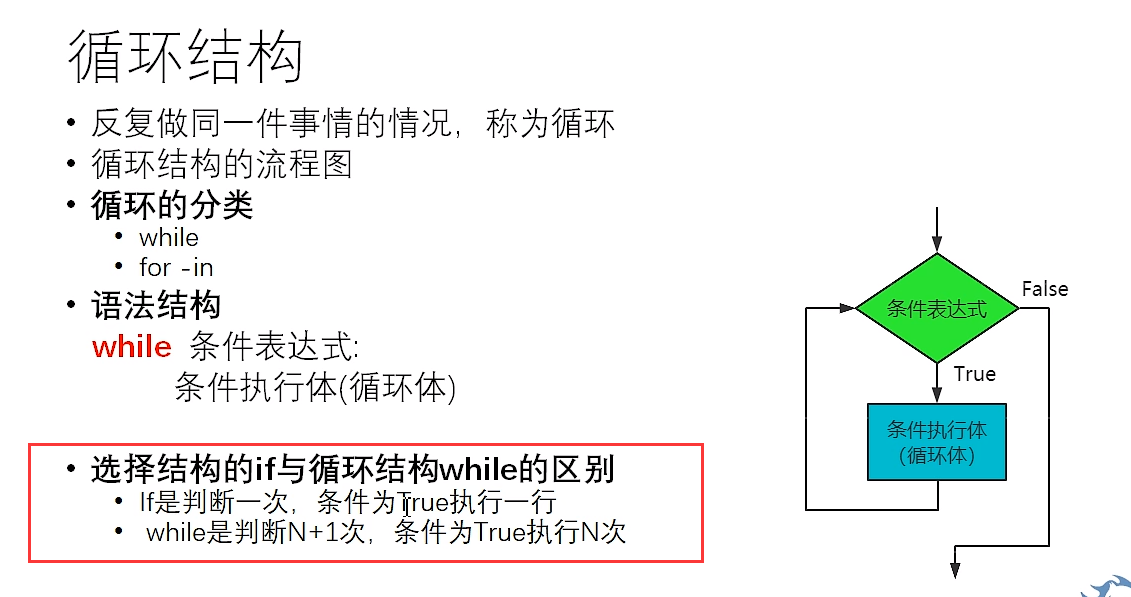 循环结构
• 反复做同一件事情的情况，称为循环
• 循环结构的流程图
• 循环的分类
• while
• for -in
• 语法结构
while 条件表达式:
条件执行体(循环体)
• 选择结构的if与循环结构while的区别
• If是判断一次，条件为True执行一行
• while是判断N+1次，条件为True执行N次
条件表达式
False
True
条件执行体
(循环体)